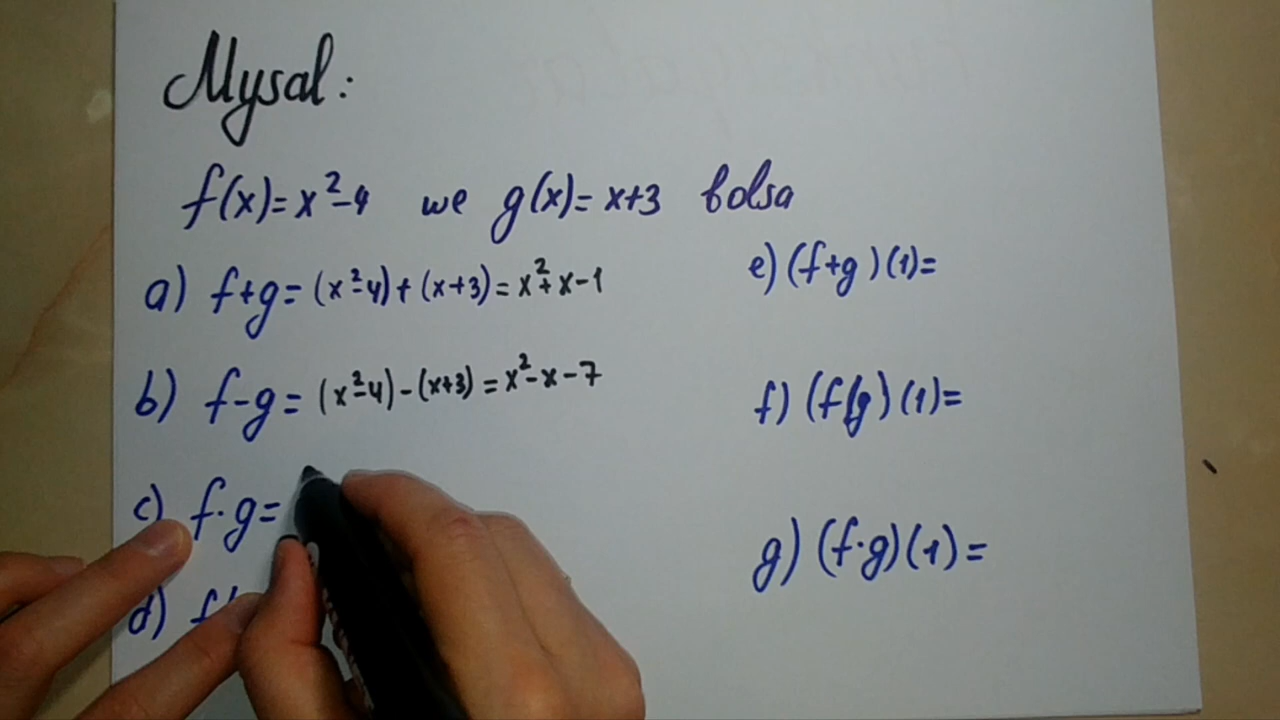 Mysal:
f(x)=x²-4 we g(x)=x+3 bolsa
a) f+g=(x²-4)+(x+3)=x²+x-1
b) f-g=(x²-4)-(x+3)=x²-x-7
c) f·g=
d) f/
e) (f+g)(1)=
f) (f/g)(1)=
g) (f·g)(1)=